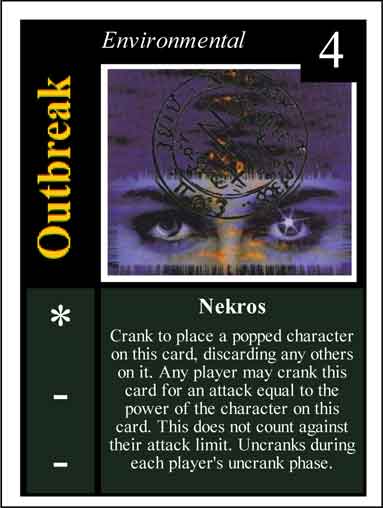 Environmental
4
Outbreak
*
-
-
Nekros
Crank to place a popped character
on this card, discarding any others
on it. Any player may crank this
card for an attack equal to the
power of the character on this
card. This does not count against
their attack limit. Uncranks during
each player's uncrank phase.